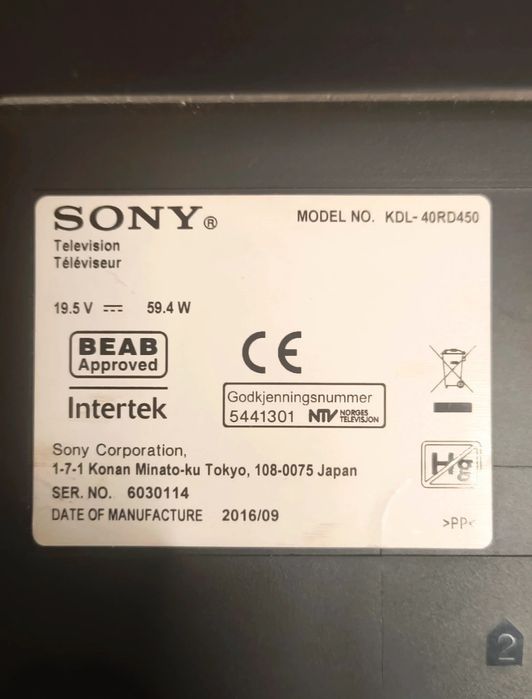 SONY®
MODEL NO. KDL-40RD450
Television
Téléviseur
19.5 V ⎓ 59.4 W
BEAB
Approved
CE
Intertek
Godkjenningsnummer
5441301 NTV NORGES
TELEVISJON
Sony Corporation,
1-7-1 Konan Minato-ku Tokyo, 108-0075 Japan
Hg
SER. NO. 6030114
DATE OF MANUFACTURE 2016/09
>PP<
2